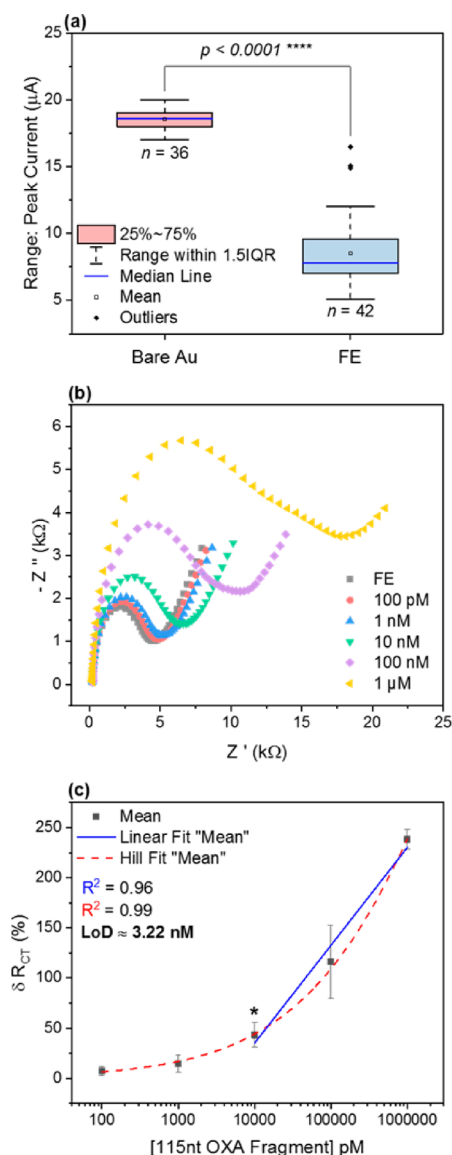 (a)
p < 0.0001 ****
Range: Peak Current (μA)
25
20
15
10
5
n = 36
n = 42
25%~75%
Range within 1.5IQR
Median Line
Mean
Outliers
Bare Au
FE
(b)
- Z '' (kΩ)
6
5
4
3
2
1
0
FE
100 pM
1 nM
10 nM
100 nM
1 μM
0
5
10
15
20
25
Z ' (kΩ)
(c)
δ R_CT (%)
250
200
150
100
50
0
Mean
Linear Fit "Mean"
Hill Fit "Mean"
R² = 0.96
R² = 0.99
LoD ≈ 3.22 nM
*
100
1000
10000
100000
1000000
[115nt OXA Fragment] pM